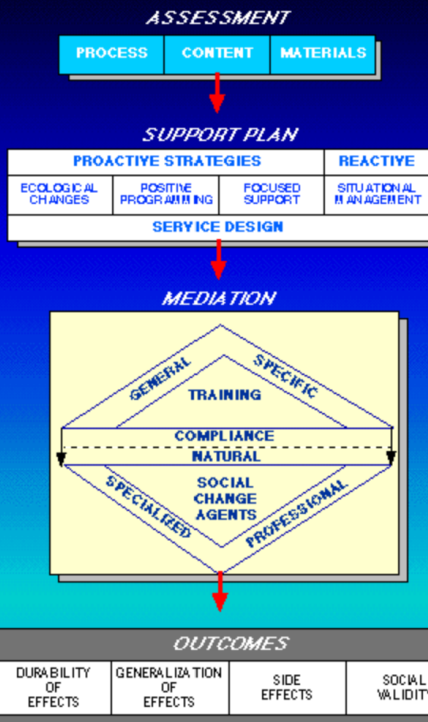 ASSESSMENT
PROCESS CONTENT MATERIALS
SUPPORT PLAN
PROACTIVE STRATEGIES REACTIVE
ECOLOGICAL POSITIVE FOCUSED SITUATIONAL
CHANGES PROGRAMMING SUPPORT MANAGEMENT
SERVICE DESIGN
MEDIATION
GENERAL SPECIFIC
TRAINING
COMPLIANCE
NATURAL
SPECIALIZED SOCIAL PROFESSIONAL
CHANGE
AGENTS
OUTCOMES
DURABILITY GENERALIZATION SIDE SOCIAL
OF OF EFFECTS VALIDITY
EFFECTS EFFECTS